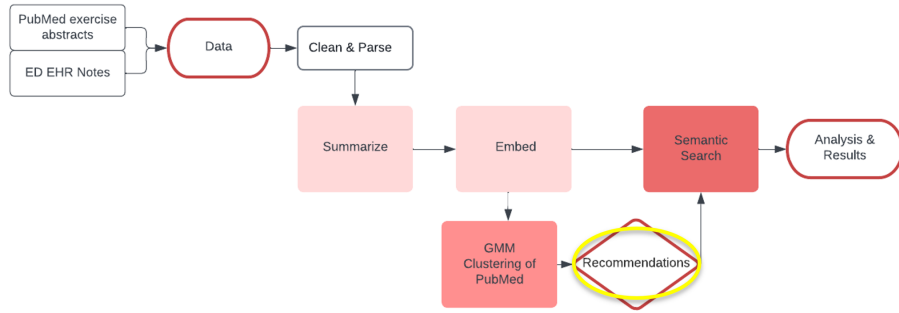 PubMed exercise
abstracts
ED EHR Notes
Data
Clean & Parse
Summarize
Embed
Semantic
Search
Analysis &
Results
GMM
Clustering of
PubMed
Recommendations